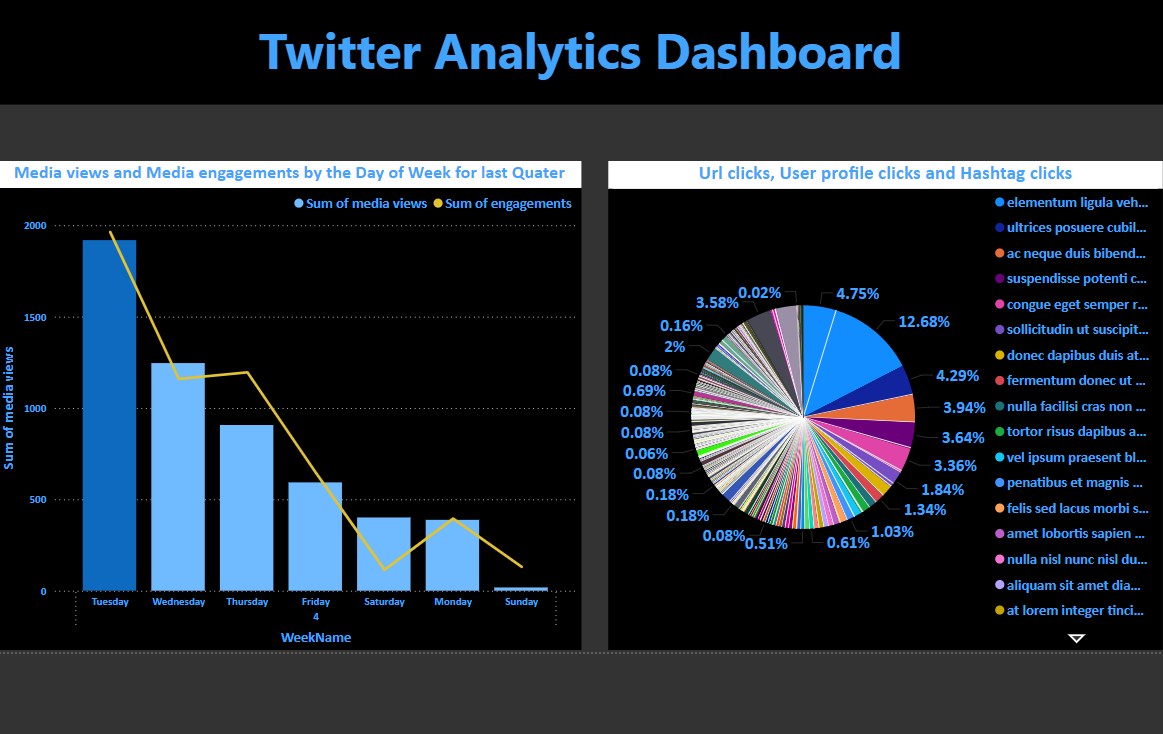 Twitter Analytics Dashboard
Media views and Media engagements by the Day of Week for last Quater
Sum of media views Sum of engagements
Sum of media views
2000
1500
1000
500
0
Tuesday Wednesday Thursday Friday Saturday Monday Sunday
4
WeekName
Url clicks, User profile clicks and Hashtag clicks
4.75%
12.68%
4.29%
3.94%
3.64%
3.36%
1.84%
1.34%
1.03%
0.61%
0.51%
0.08%
0.18%
0.18%
0.08%
0.06%
0.08%
0.08%
0.69%
0.08%
2%
0.16%
3.58%
0.02%
elementum ligula veh...
ultrices posuere cubil...
ac neque duis bibend...
suspendisse potenti c...
congue eget semper r...
sollicitudin ut suscipit...
donec dapibus duis at...
fermentum donec ut ...
nulla facilisi cras non ...
tortor risus dapibus a...
vel ipsum praesent bl...
penatibus et magnis ...
felis sed lacus morbi s...
amet lobortis sapien ...
nulla nisl nunc nisl du...
aliquam sit amet dia...
at lorem integer tinci...